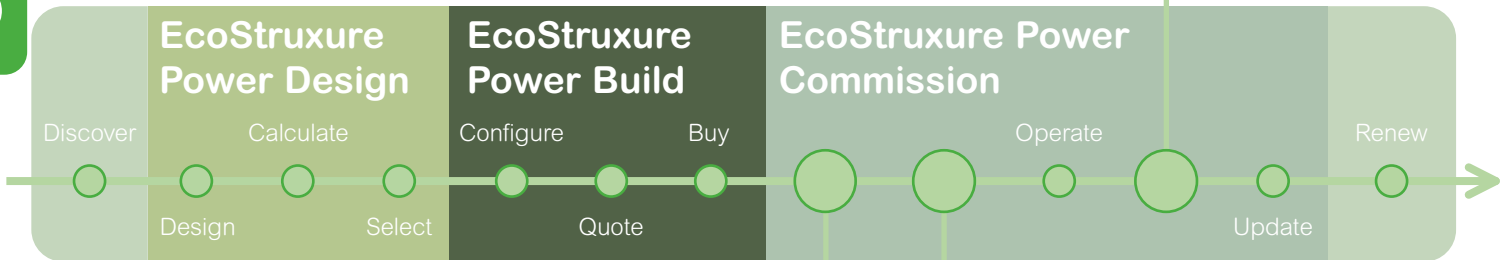 EcoStruxure
Power Design
EcoStruxure
Power Build
EcoStruxure Power
Commission
Discover
Calculate
Configure
Buy
Operate
Renew
Design
Select
Quote
Update